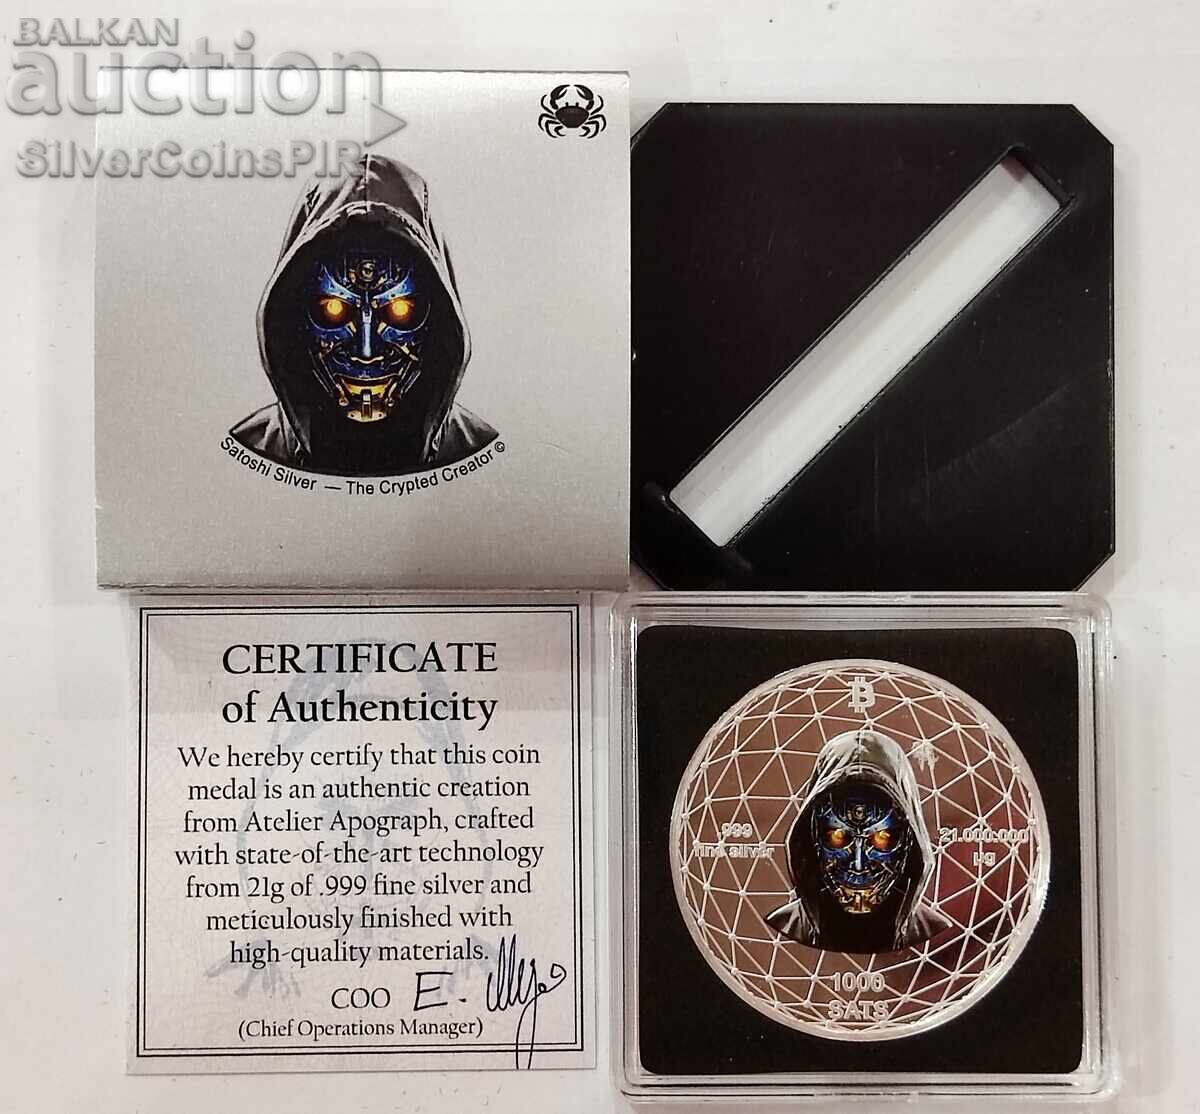 BALKAN
auction
SilverCoinsPIR
Satoshi Silver — The Crypted Creator ©
CERTIFICATE
of Authenticity
We hereby certify that this coin
medal is an authentic creation
from Atelier Apograph, crafted
with state-of-the-art technology
from 21g of .999 fine silver and
meticulously finished with
high-quality materials.
COO
(Chief Operations Manager)
₿
.999
fine silver
21.000.000
µg
1000
SATS